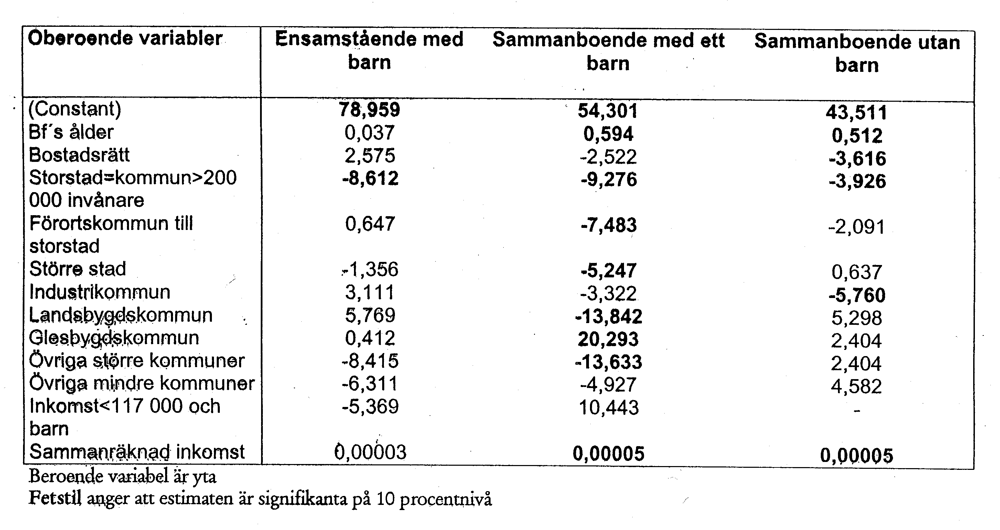 Oberoende variabler Ensamstående med Sammanboende med ett Sammanboende utan
barn barn barn
(Constant) 78,959 54,301 43,511
Bf´s ålder 0,037 0,594 0,512
Bostadsrätt 2,575 -2,522 -3,616
Storstad=kommun>200 -8,612 -9,276 -3,926
000 invånare
Förortskommun till 0,647 -7,483 -2,091
storstad
Större stad -1,356 -5,247 0,637
Industrikommun 3,111 -3,322 -5,760
Landsbygdskommun 5,769 -13,842 5,298
Glesbygdskommun 0,412 20,293 2,404
Övriga större kommuner -8,415 -13,633 2,404
Övriga mindre kommuner -6,311 -4,927 4,582
Inkomst<117 000 och -5,369 10,443 -
barn
Sammanräknad inkomst 0,00003 0,00005 0,00005
Beroende variabel är yta
Fetstil anger att estimaten är signifikanta på 10 procentnivå